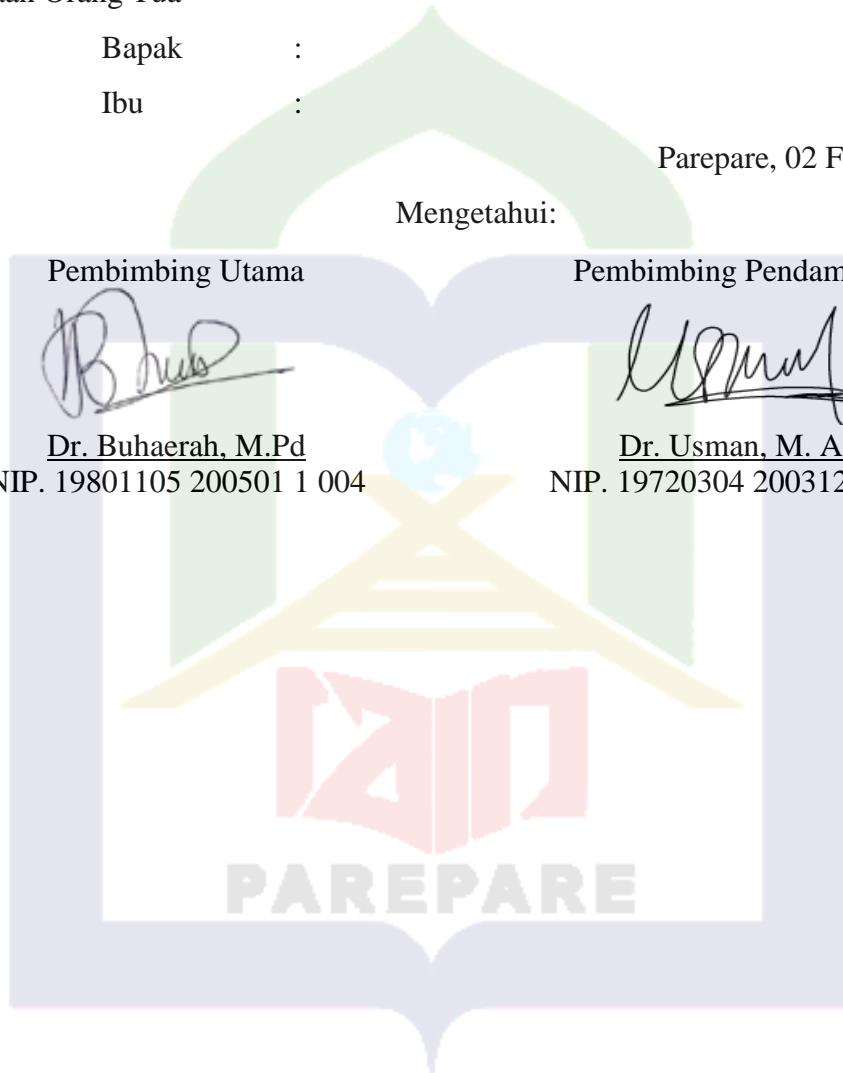 Orang Tua
Bapak :
Ibu :
Parepare, 02 F
Mengetahui:
Pembimbing Utama Pembimbing Pendam
Dr. Buhaerah, M.Pd Dr. Usman, M. A
NIP. 19801105 200501 1 004 NIP. 19720304 200312
iain
PAREPARE